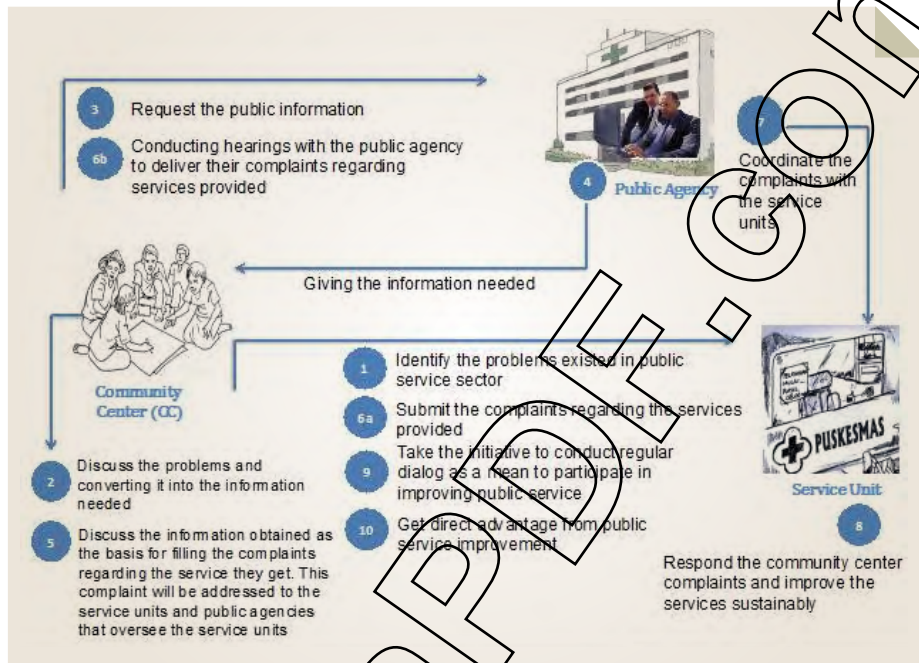 3 Request the public information
6b Conducting hearings with the public agency
to deliver their complaints regarding
services provided
4 Public Agency
7
Coordinate the
complaints with
the service
units
Giving the information needed
Community
Center (CC)
1 Identify the problems existed in public
service sector
6a Submit the complaints regarding the services
provided
9 Take the initiative to conduct regular
dialog as a mean to participate in
improving public service
10 Get direct advantage from public
service improvement
2 Discuss the problems and
converting it into the information
needed
5 Discuss the information obtained as
the basis for filling the complaints
regarding the service they get. This
complaint will be addressed to the
service units and public agencies
that oversee the service units
PUSKESMAS
Service Unit
8
Respond the community center
complaints and improve the
services sustainably
PDF.com